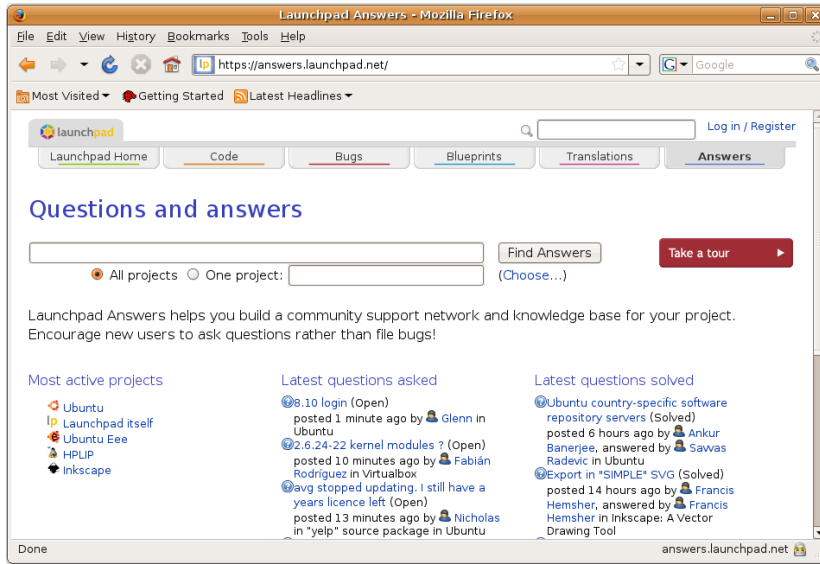 Launchpad Answers - Mozilla Firefox
File Edit View History Bookmarks Tools Help
lp https://answers.launchpad.net/ G Google
Most Visited Getting Started Latest Headlines
launchpad Log in / Register
Launchpad Home Code Bugs Blueprints Translations Answers
Questions and answers
Find Answers Take a tour
All projects One project: (Choose...)
Launchpad Answers helps you build a community support network and knowledge base for your project.
Encourage new users to ask questions rather than file bugs!
Most active projects
Ubuntu
lp Launchpad itself
Ubuntu Eee
HPLIP
Inkscape
Latest questions asked
8.10 login (Open)
posted 1 minute ago by Glenn in
Ubuntu
2.6.24-22 kernel modules ? (Open)
posted 10 minutes ago by Fabián
Rodríguez in Virtualbox
avg stopped updating. I still have a
years licence left (Open)
posted 13 minutes ago by Nicholas
in "yelp" source package in Ubuntu
Latest questions solved
Ubuntu country-specific software
repository servers (Solved)
posted 6 hours ago by Ankur
Banerjee, answered by Savvas
Radevic in Ubuntu
Export in "SIMPLE" SVG (Solved)
posted 14 hours ago by Francis
Hemsher, answered by Francis
Hemsher in Inkscape: A Vector
Drawing Tool
Done answers.launchpad.net